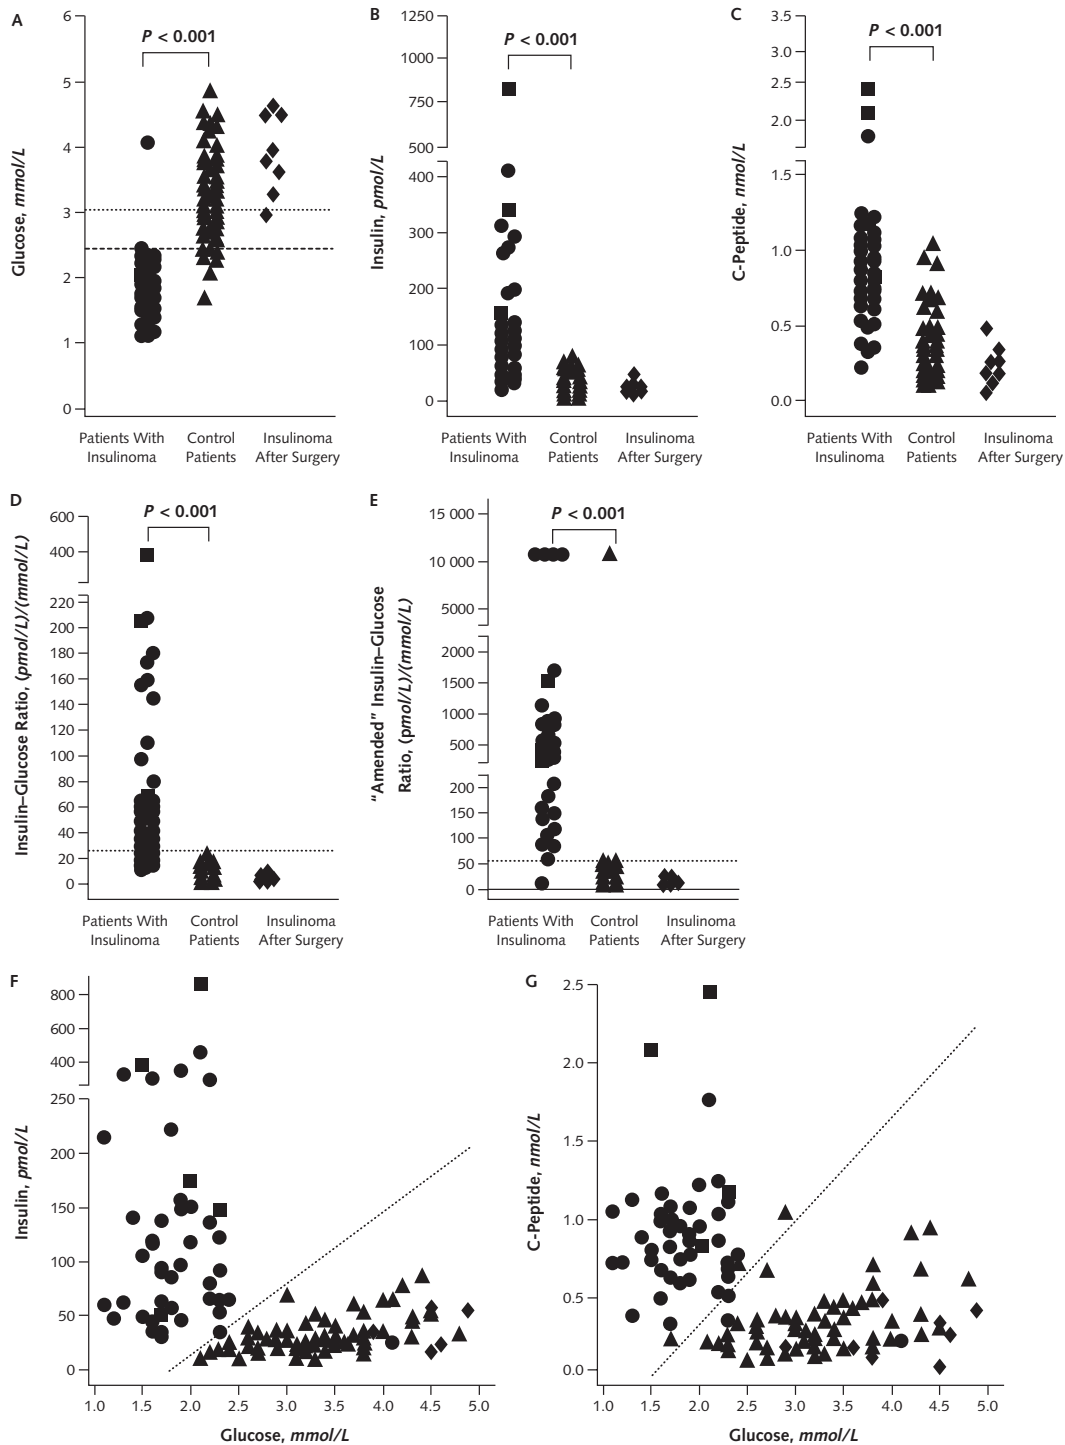 A
P < 0.001
Glucose, mmol/L
6
5
4
3
2
1
0
Patients With
Insulinoma
Control
Patients
Insulinoma
After Surgery
B
P < 0.001
Insulin, pmol/L
1250
1000
750
500
400
300
200
100
0
Patients With
Insulinoma
Control
Patients
Insulinoma
After Surgery
C
P < 0.001
C-Peptide, nmol/L
3.5
3.0
2.5
2.0
1.5
1.0
0.5
0.0
Patients With
Insulinoma
Control
Patients
Insulinoma
After Surgery
D
P < 0.001
Insulin–Glucose Ratio, (pmol/L)/(mmol/L)
600
400
220
200
180
160
140
120
100
80
60
40
20
0
Patients With
Insulinoma
Control
Patients
Insulinoma
After Surgery
E
P < 0.001
"Amended" Insulin–Glucose
Ratio, (pmol/L)/(mmol/L)
15 000
10 000
5000
2000
1500
1000
500
200
150
100
50
0
Patients With
Insulinoma
Control
Patients
Insulinoma
After Surgery
F
Insulin, pmol/L
800
600
400
250
200
150
100
50
0
1.0 1.5 2.0 2.5 3.0 3.5 4.0 4.5 5.0
Glucose, mmol/L
G
C-Peptide, nmol/L
2.5
2.0
1.5
1.0
0.5
0.0
1.0 1.5 2.0 2.5 3.0 3.5 4.0 4.5 5.0
Glucose, mmol/L